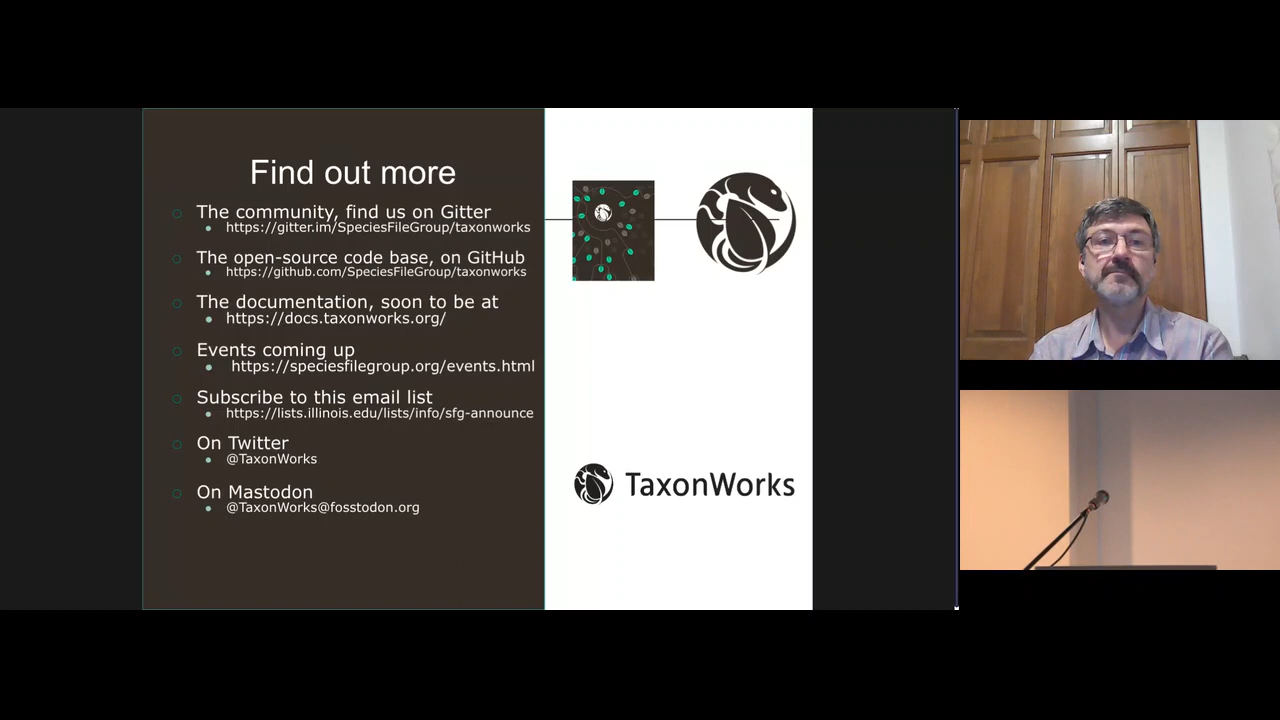 Find out more
The community, find us on Gitter
https://gitter.im/SpeciesFileGroup/taxonworks
The open-source code base, on GitHub
https://github.com/SpeciesFileGroup/taxonworks
The documentation, soon to be at
https://docs.taxonworks.org/
Events coming up
https://speciesfilegroup.org/events.html
Subscribe to this email list
https://lists.illinois.edu/lists/info/sfg-announce
On Twitter
@TaxonWorks
On Mastodon
@TaxonWorks@fosstodon.org
TaxonWorks